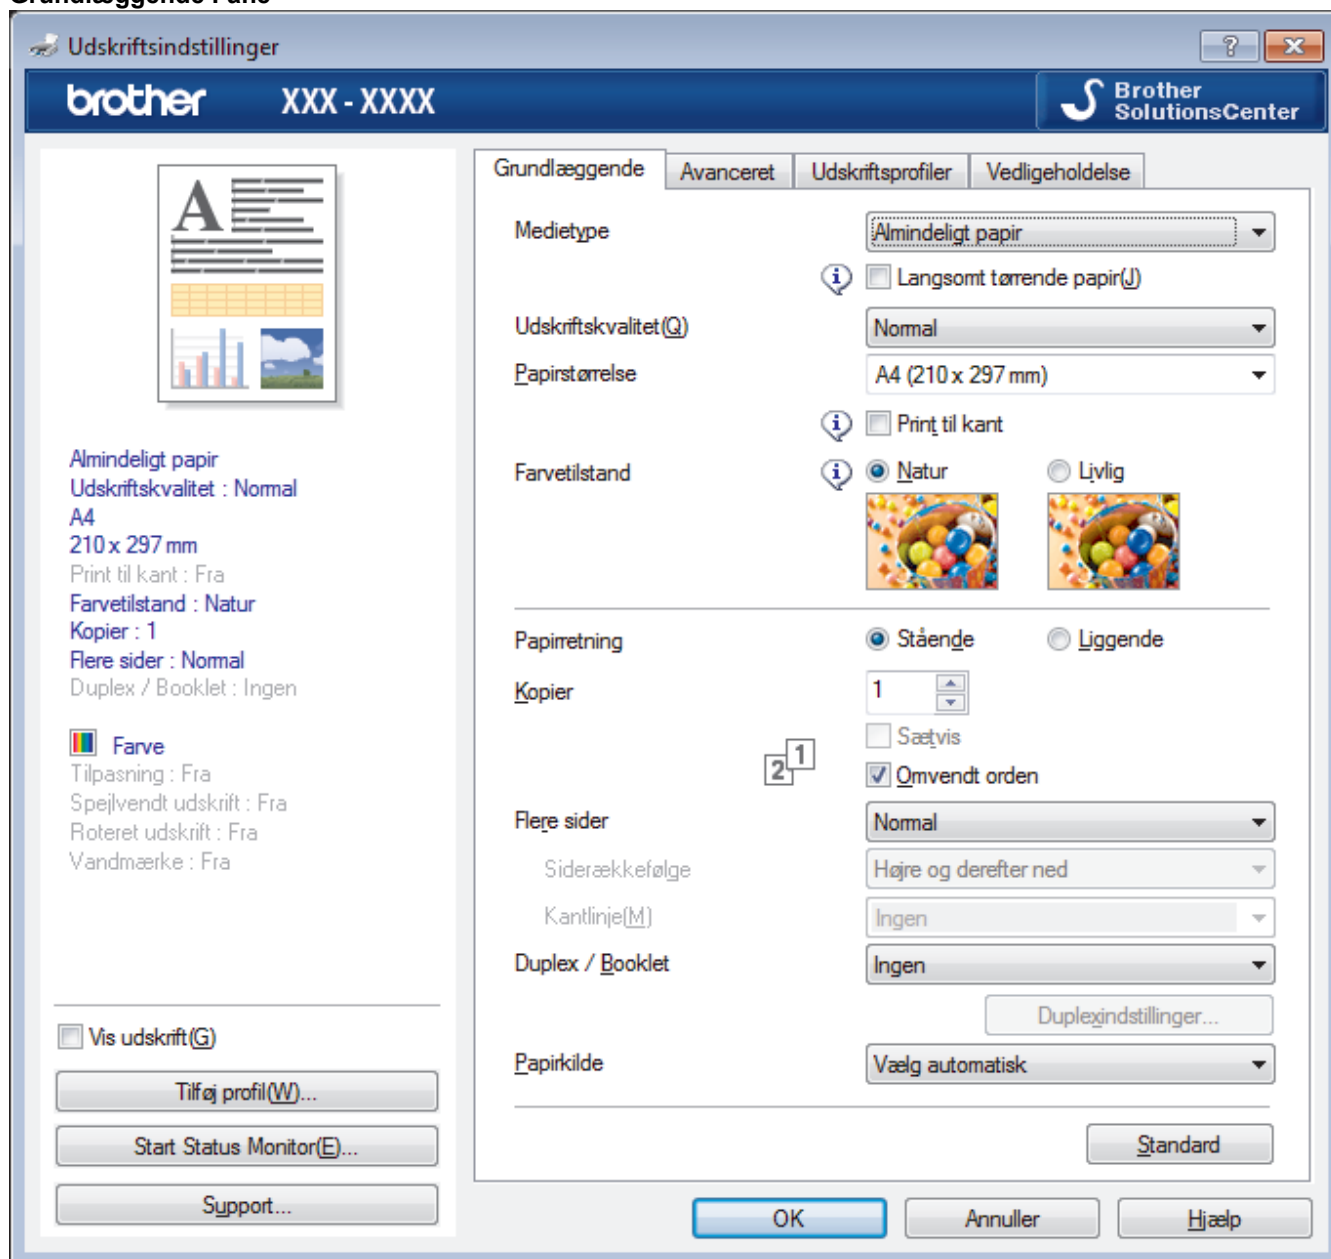 Grundlæggende Fane
Udskriftsindstillinger
brother XXX - XXXX
Brother
SolutionsCenter
A
Almindeligt papir
Udskriftskvalitet : Normal
A4
210 x 297 mm
Print til kant : Fra
Farvetilstand : Natur
Kopier : 1
Flere sider : Normal
Duplex / Booklet : Ingen
Farve
Tilpasning : Fra
Spejlvendt udskrift : Fra
Roteret udskrift : Fra
Vandmærke : Fra
Vis udskrift(G)
Tilføj profil(W)...
Start Status Monitor(E)...
Support...
Grundlæggende Avanceret Udskriftsprofiler Vedligeholdelse
Medietype Almindeligt papir
Langsomt tørrende papir(J)
Udskriftskvalitet(Q) Normal
Papirstørrelse A4 (210 x 297 mm)
Print til kant
Farvetilstand Natur Livlig
Papirretning Stående Liggende
Kopier 1
Sætvis
2 1 Omvendt orden
Flere sider Normal
Siderækkefølge Højre og derefter ned
Kantlinje(M) Ingen
Duplex / Booklet Ingen
Duplexindstillinger...
Papirkilde Vælg automatisk
Standard
OK Annuller Hjælp